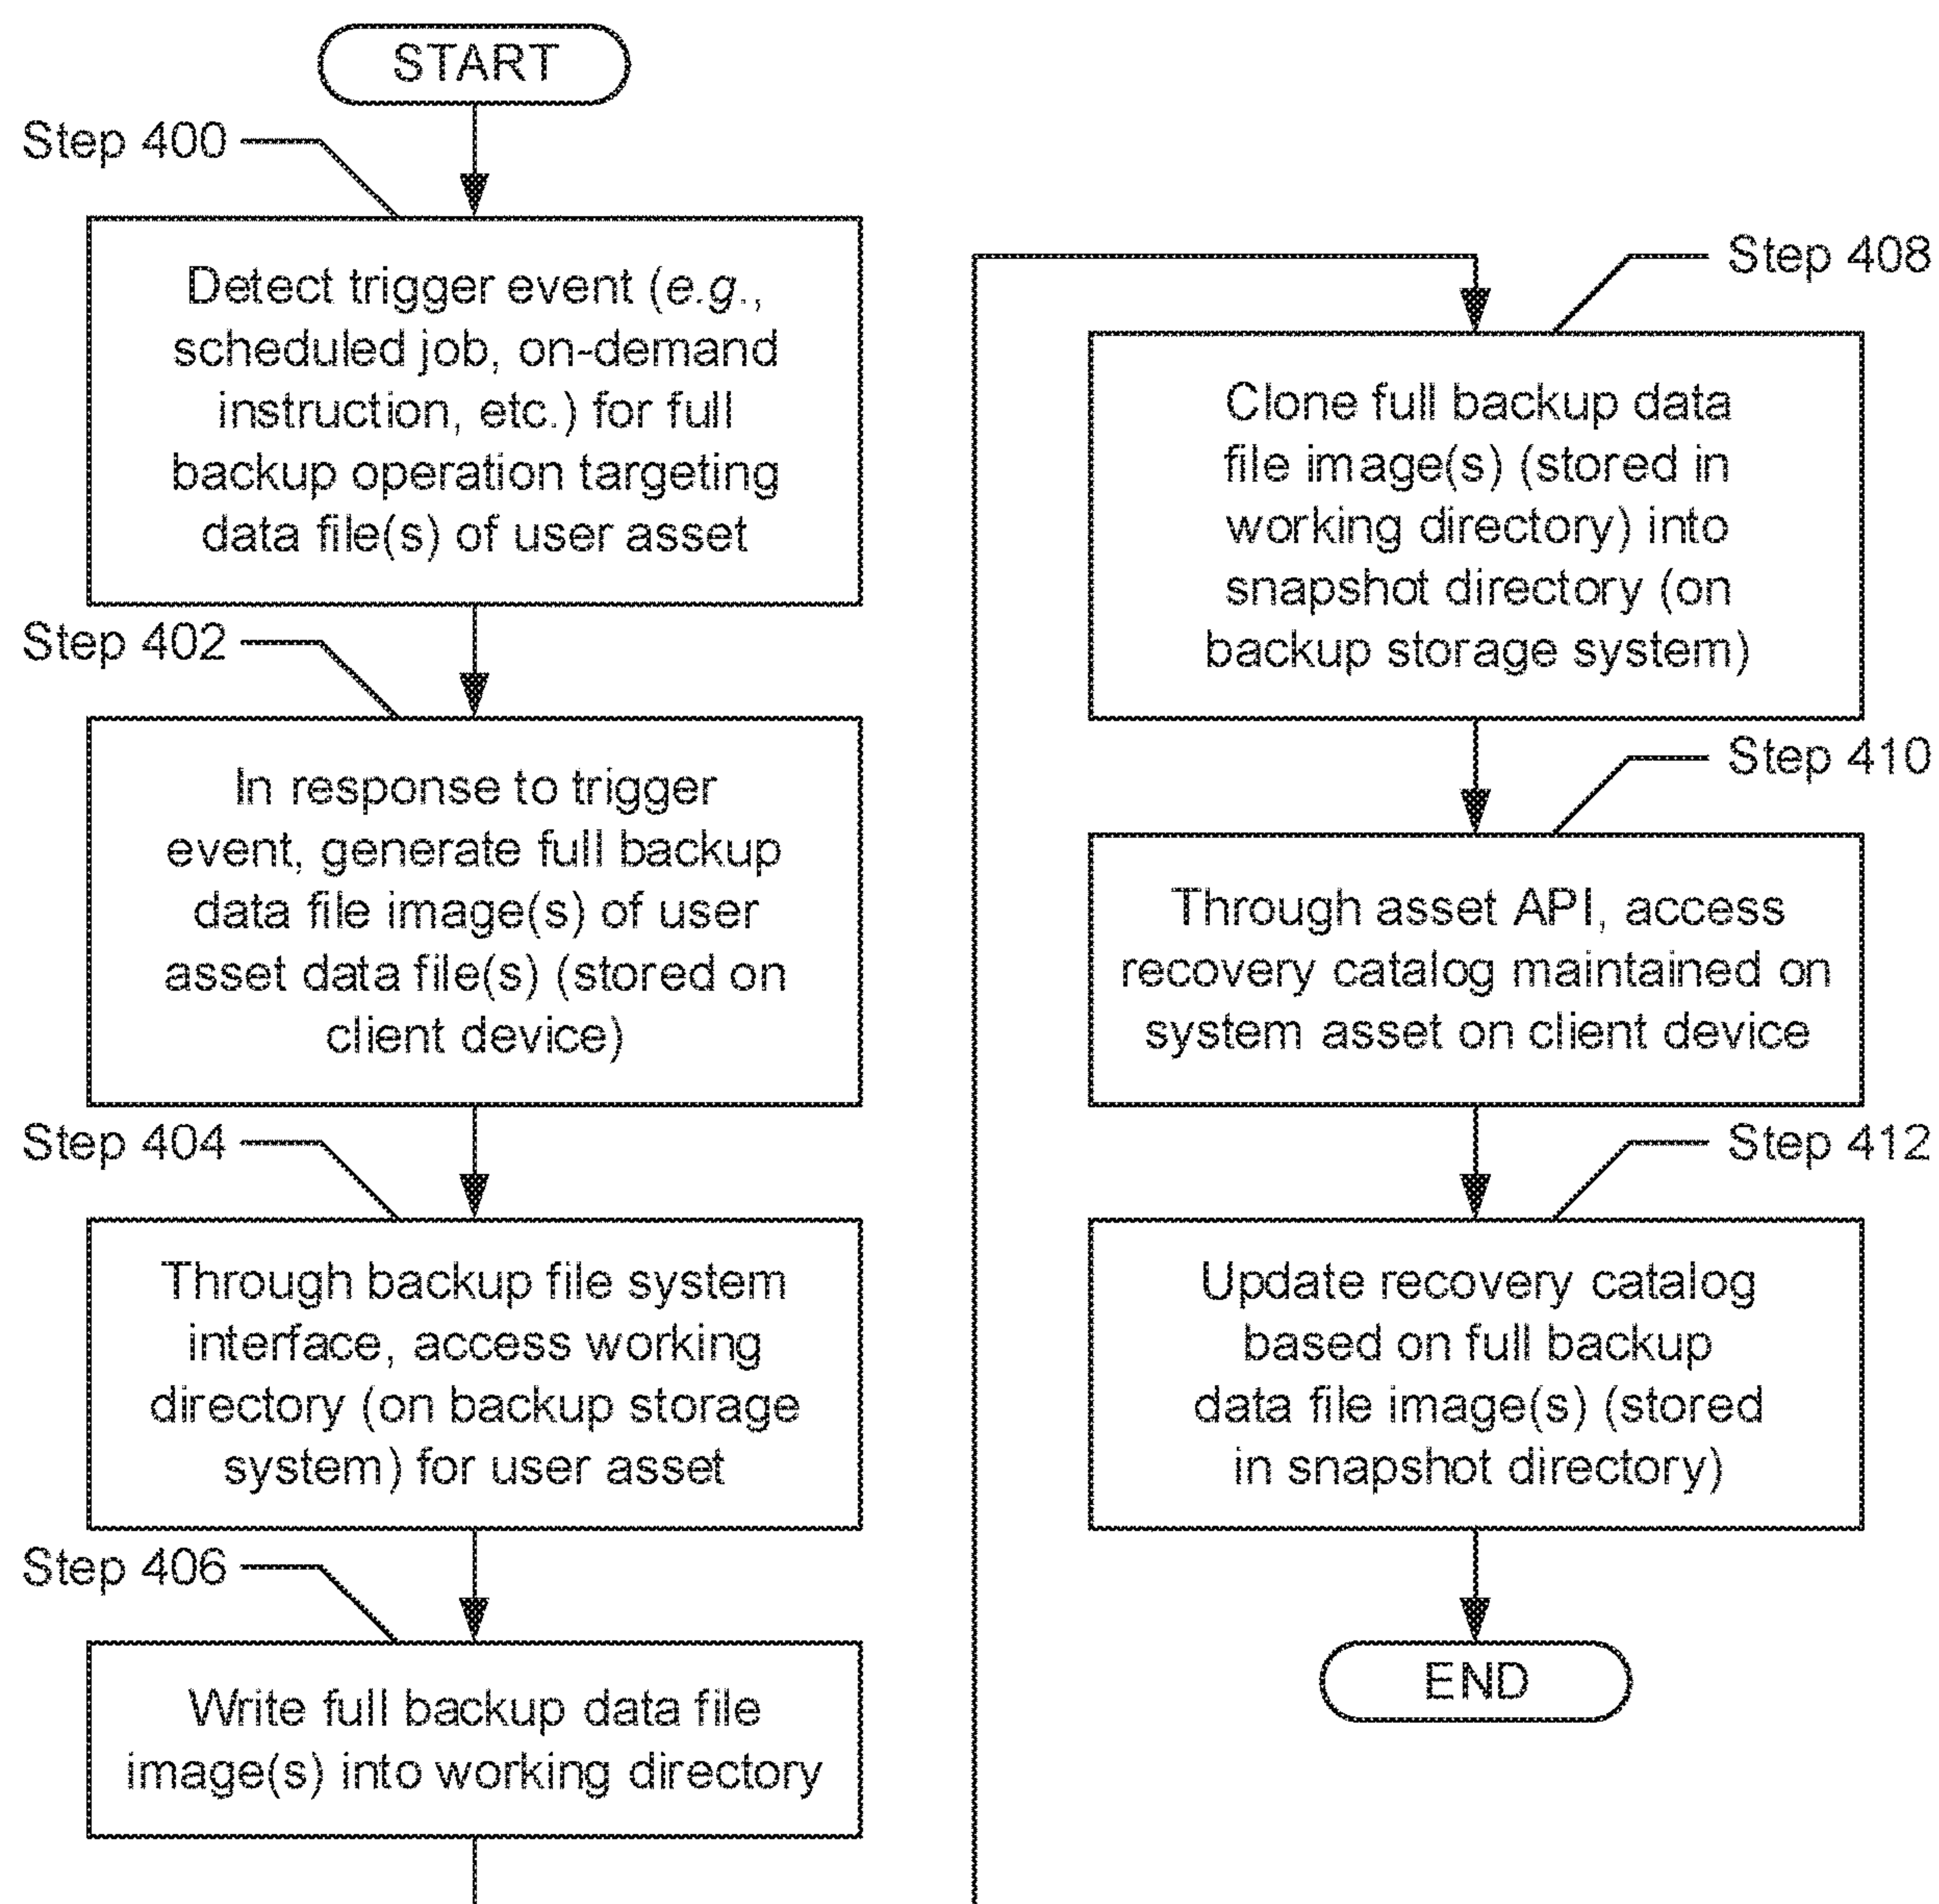 START
Step 400
Detect trigger event (e.g.,
scheduled job, on-demand
instruction, etc.) for full
backup operation targeting
data file(s) of user asset
Step 402
In response to trigger
event, generate full backup
data file image(s) of user
asset data file(s) (stored on
client device)
Step 404
Through backup file system
interface, access working
directory (on backup storage
system) for user asset
Step 406
Write full backup data file
image(s) into working directory
Step 408
Clone full backup data
file image(s) (stored in
working directory) into
snapshot directory (on
backup storage system)
Step 410
Through asset API, access
recovery catalog maintained on
system asset on client device
Step 412
Update recovery catalog
based on full backup
data file image(s) (stored
in snapshot directory)
END